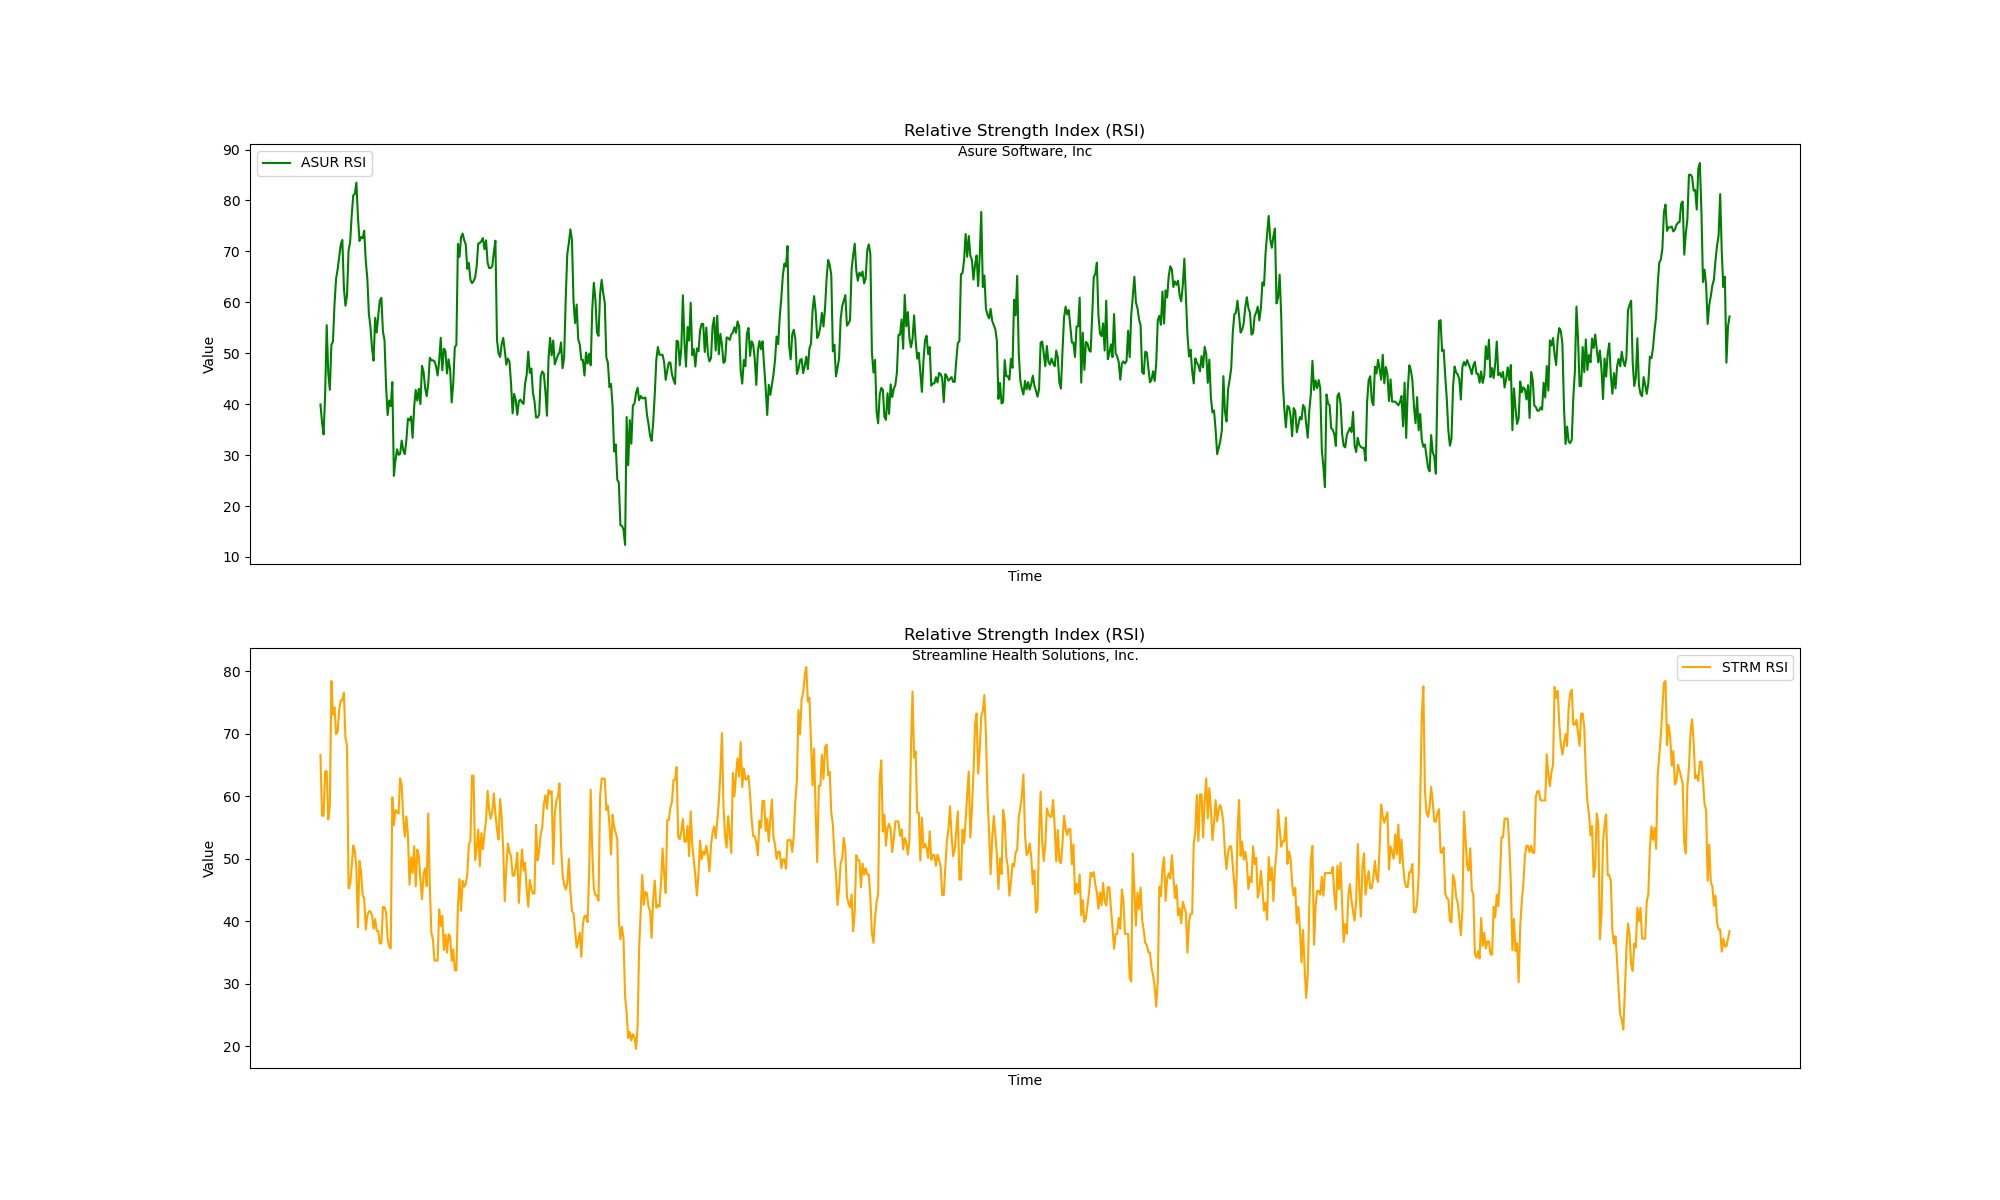 Relative Strength Index (RSI)
Asure Software, Inc
ASUR RSI
90
80
70
60
50
40
30
20
10
Value
Time
Relative Strength Index (RSI)
Streamline Health Solutions, Inc.
STRM RSI
80
70
60
50
40
30
20
Value
Time